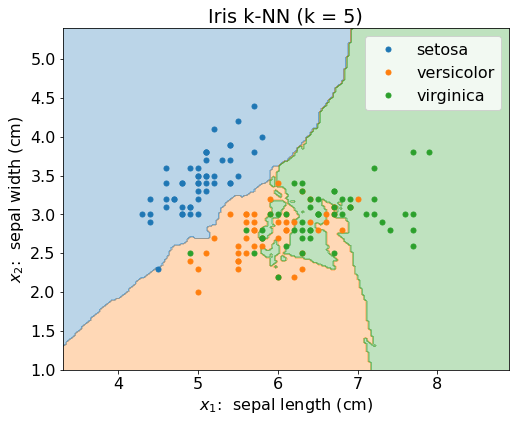 Iris k-NN (k = 5)
setosa
versicolor
virginica
5.0
4.5
4.0
3.5
3.0
2.5
2.0
1.5
1.0
x₂: sepal width (cm)
4 5 6 7 8
x₁: sepal length (cm)